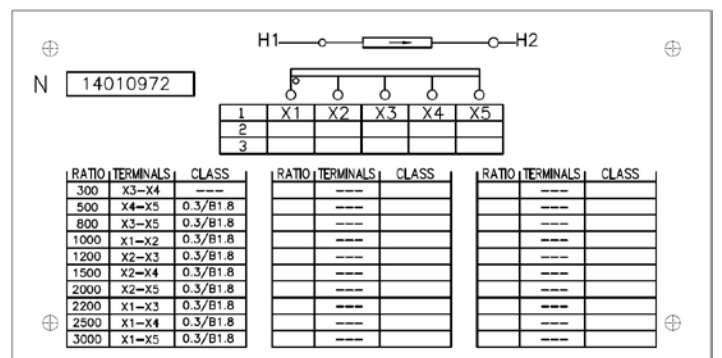 H1 H2
N 14010972
1 X1 X2 X3 X4 X5
2
3
RATIO TERMINALS CLASS RATIO TERMINALS CLASS RATIO TERMINALS CLASS
300 X3-X4 --- --- ---
500 X4-X5 0.3/B1.8 --- ---
800 X3-X5 0.3/B1.8 --- ---
1000 X1-X2 0.3/B1.8 --- ---
1200 X2-X3 0.3/B1.8 --- ---
1500 X2-X4 0.3/B1.8 --- ---
2000 X2-X5 0.3/B1.8 --- ---
2200 X1-X3 0.3/B1.8 --- ---
2500 X1-X4 0.3/B1.8 --- ---
3000 X1-X5 0.3/B1.8 --- ---